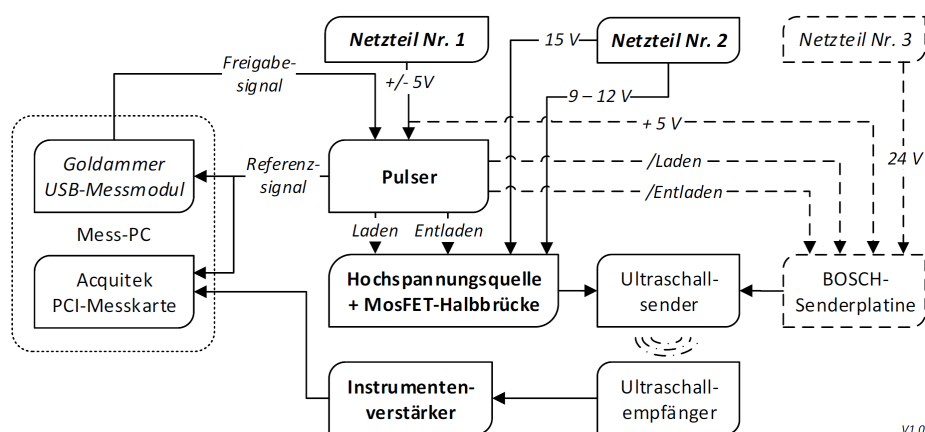 Netzteil Nr. 1
15 V
Netzteil Nr. 2
Netzteil Nr. 3
Freigabe-
signal
+/- 5V
9 – 12 V
+ 5 V
Goldammer
USB-Messmodul
Referenz-
signal
Pulser
/Laden
24 V
/Entladen
Mess-PC
Laden
Entladen
Acquitek
PCI-Messkarte
Hochspannungsquelle
+ MosFET-Halbbrücke
Ultraschall-
sender
BOSCH-
Senderplatine
Instrumenten-
verstärker
Ultraschall-
empfänger
V1.0